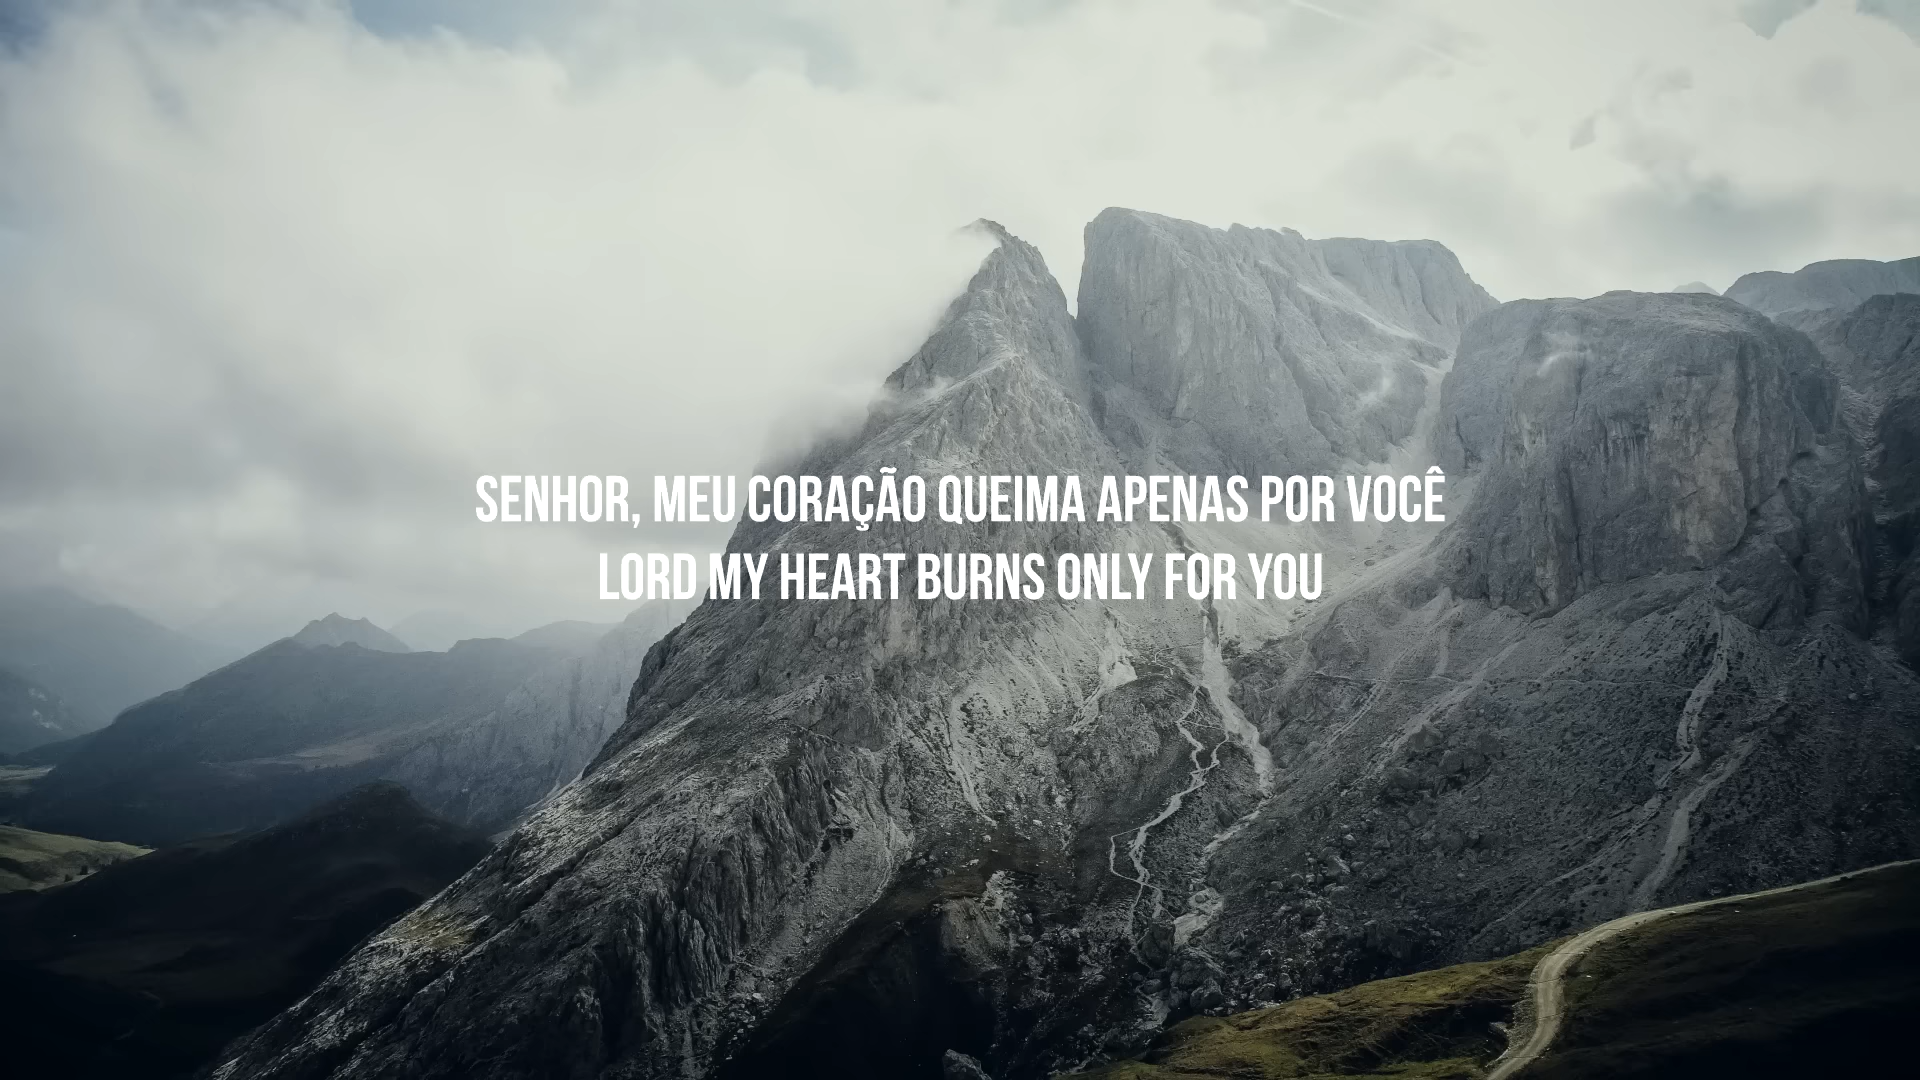 SENHOR, MEU CORAÇÃO QUEIMA APENAS POR VOCÊ
LORD MY HEART BURNS ONLY FOR YOU